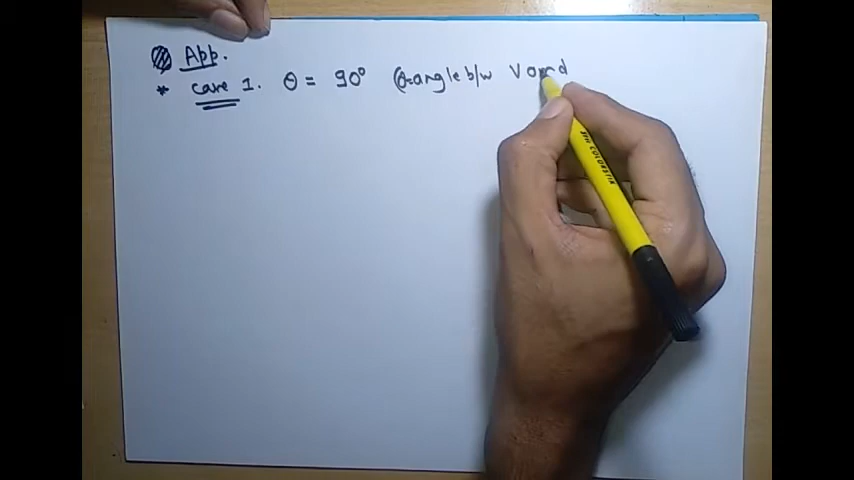 App.
* Case 1. θ = 90° (θ=angle b/w V and